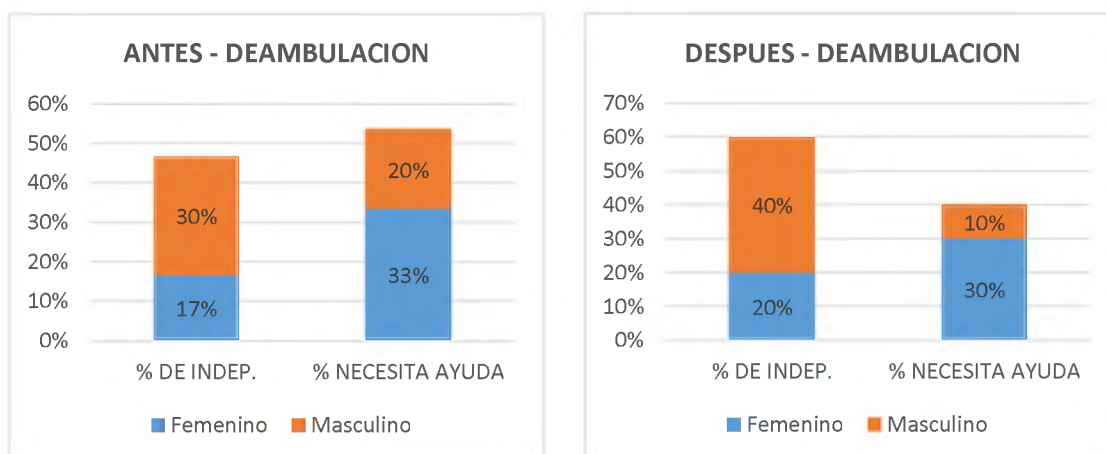 ANTES - DEAMBULACION
60%
50%
40%
30%
20%
10%
0%
30%
17%
20%
33%
% DE INDEP.
% NECESITA AYUDA
Femenino
Masculino
DESPUES - DEAMBULACION
70%
60%
50%
40%
30%
20%
10%
0%
40%
20%
10%
30%
% DE INDEP.
% NECESITA AYUDA
Femenino
Masculino